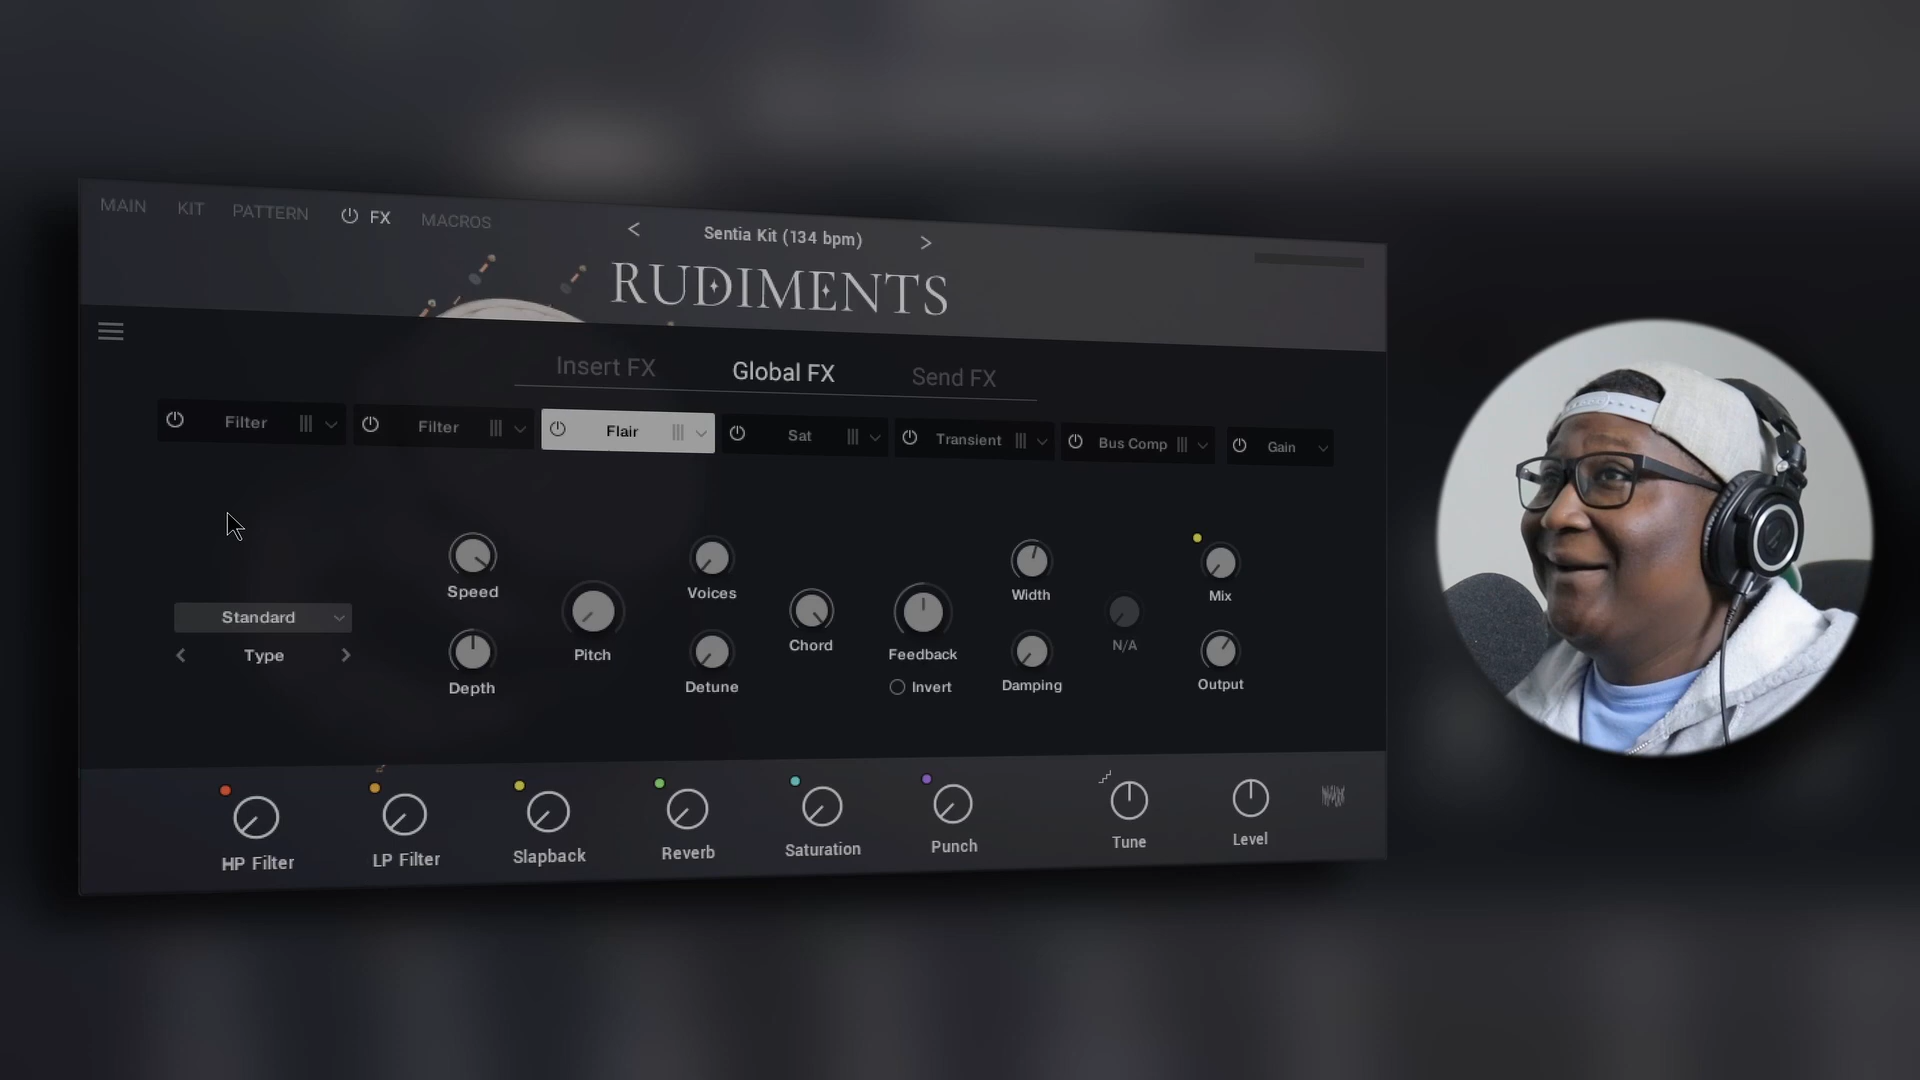 MAIN KIT PATTERN FX MACROS
< Sentia Kit (134 bpm) >
RUDIMENTS
Insert FX Global FX Send FX
Filter Filter Flair Sat Transient Bus Comp Gain
Speed Voices Width Mix
Standard Pitch Chord Feedback N/A
Type Depth Detune Invert Damping Output
HP Filter LP Filter Slapback Reverb Saturation Punch Tune Level